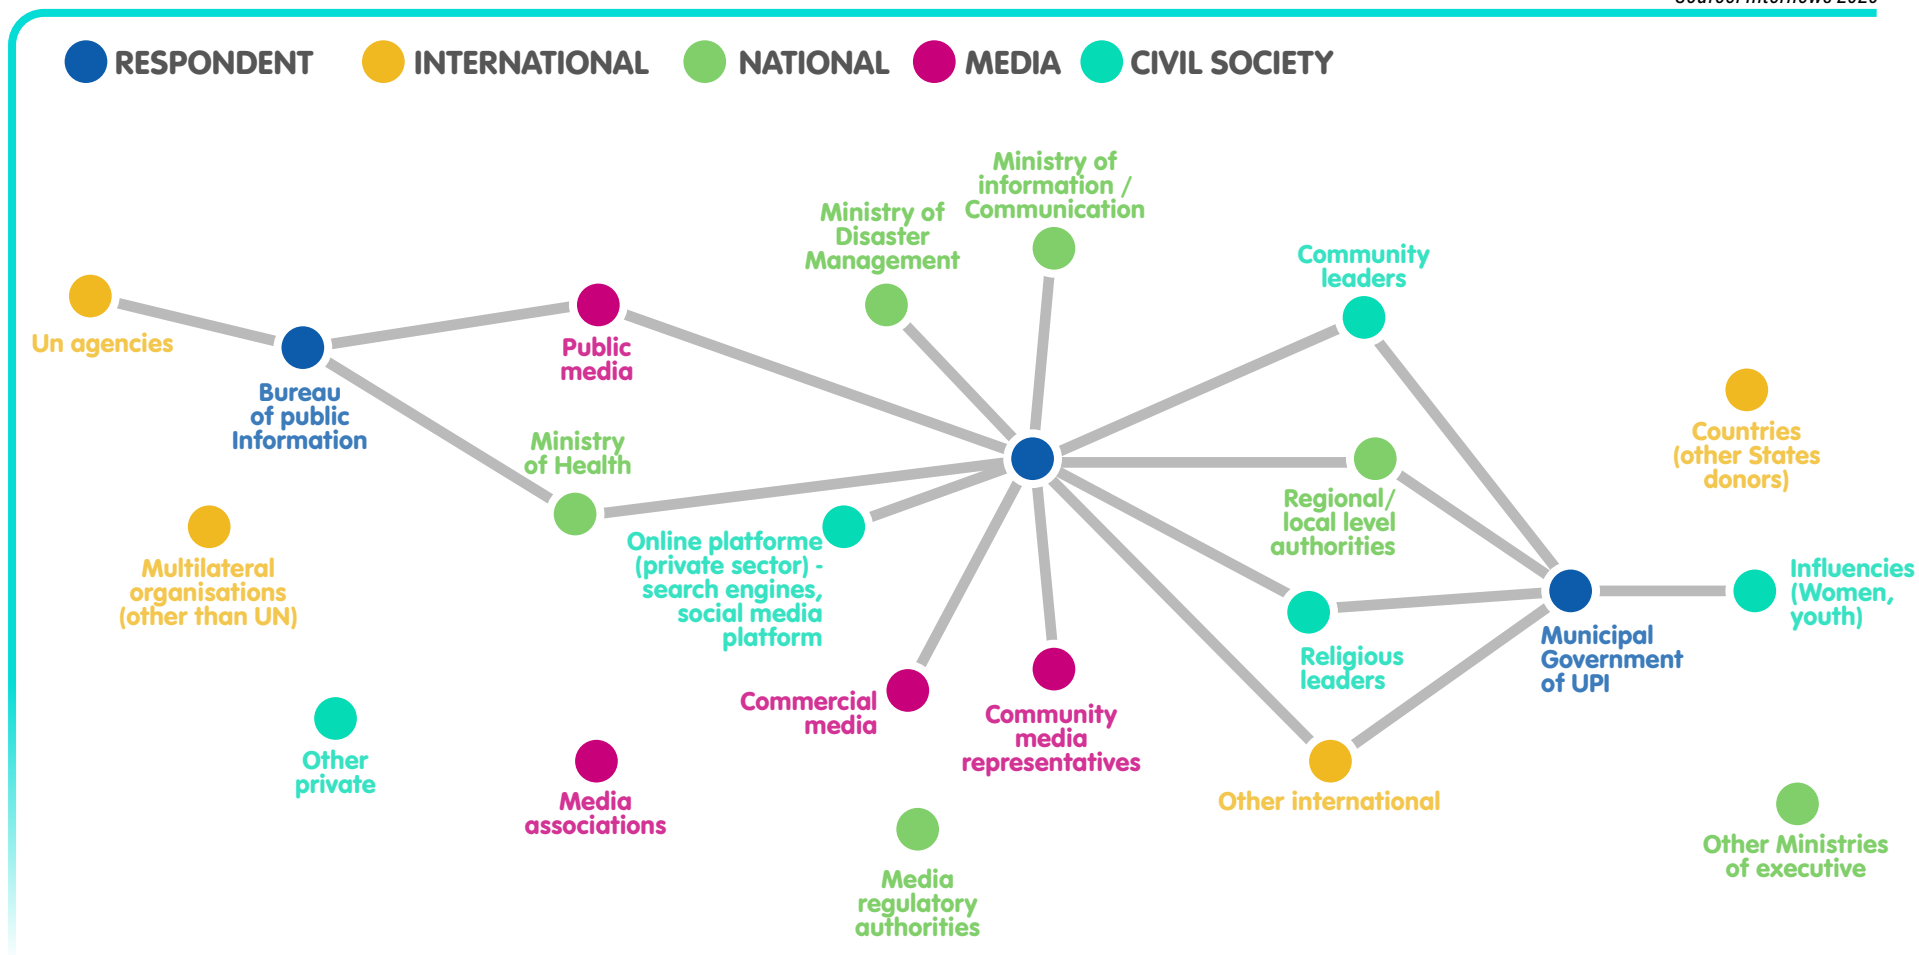 RESPONDENT
INTERNATIONAL
NATIONAL
MEDIA
CIVIL SOCIETY
Ministry of
information /
Communication
Ministry of
Disaster
Management
Community
leaders
Un agencies
Public
media
Bureau
of public
Information
Ministry
of Health
Countries
(other States
donors)
Regional/
local level
authorities
Online platforme
(private sector) -
search engines,
social media
platform
Multilateral
organisations
(other than UN)
Influencies
(Women,
youth)
Municipal
Government
of UPI
Religious
leaders
Commercial
media
Community
media
representatives
Other
private
Media
associations
Other international
Other Ministries
of executive
Media
regulatory
authorities